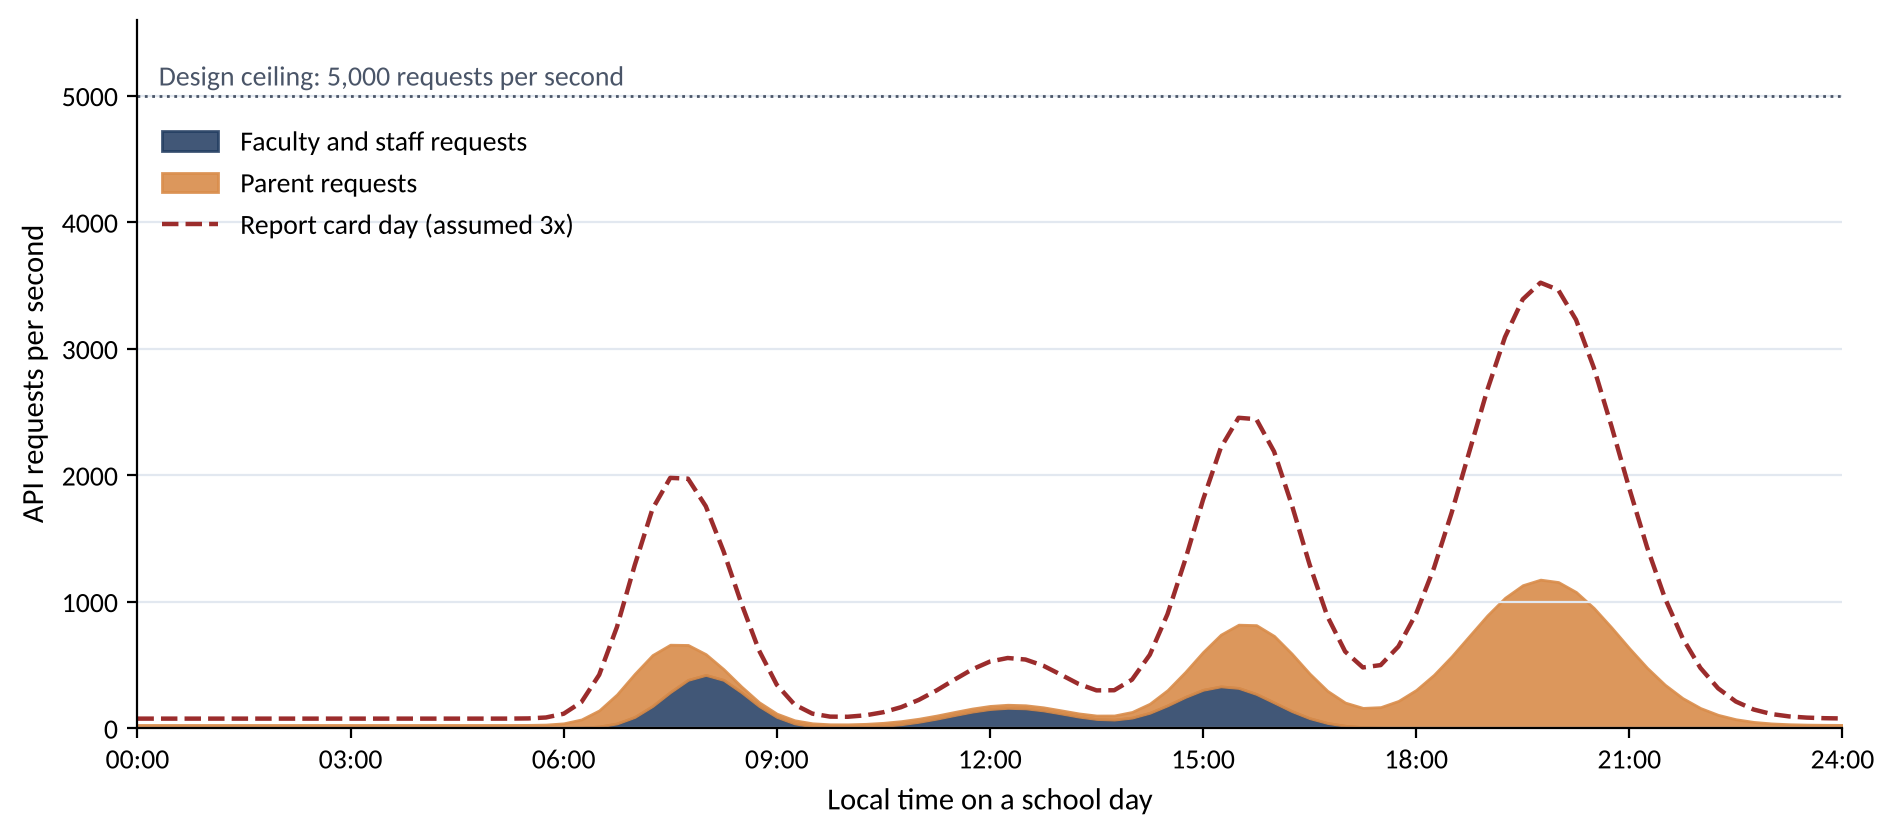 Design ceiling: 5,000 requests per second
Faculty and staff requests
Parent requests
Report card day (assumed 3x)
API requests per second
5000
4000
3000
2000
1000
0
00:00 03:00 06:00 09:00 12:00 15:00 18:00 21:00 24:00
Local time on a school day